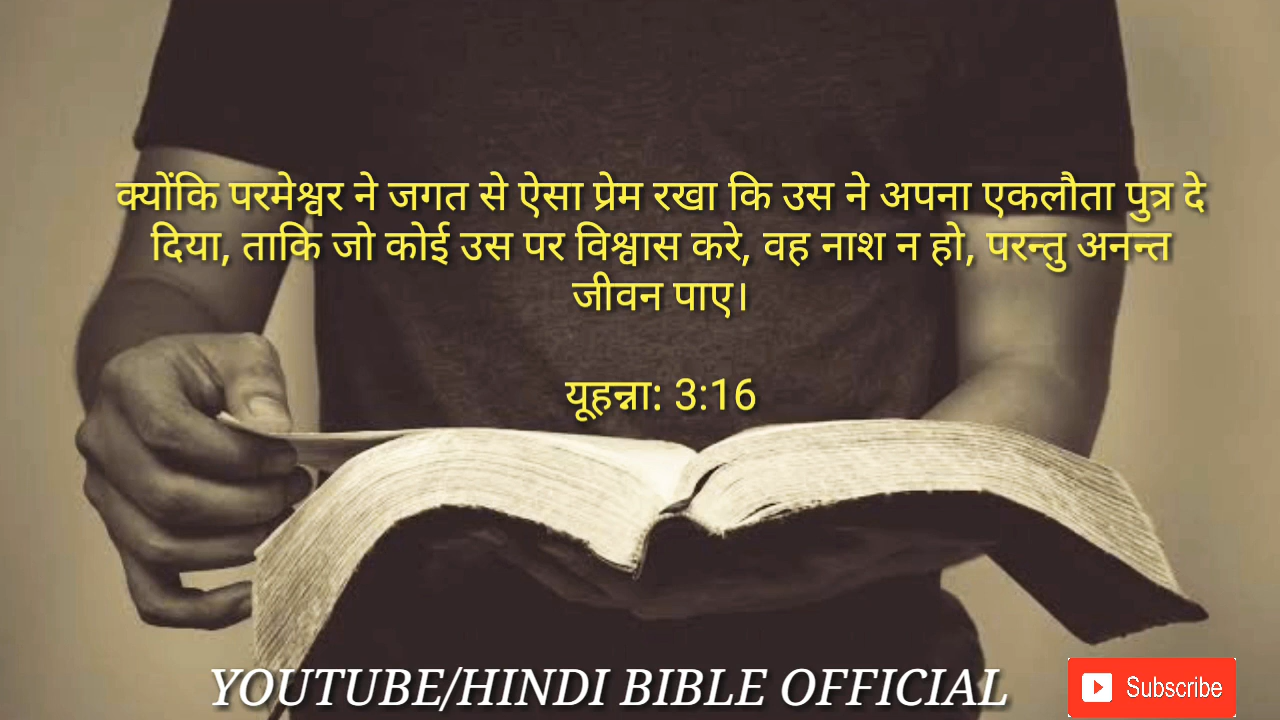 क्योंकि परमेश्वर ने जगत से ऐसा प्रेम रखा कि उस ने अपना एकलौता पुत्र दे
दिया, ताकि जो कोई उस पर विश्वास करे, वह नाश न हो, परन्तु अनन्त
जीवन पाए।
यूहन्ना: 3:16
YOUTUBE/HINDI BIBLE OFFICIAL
Subscribe